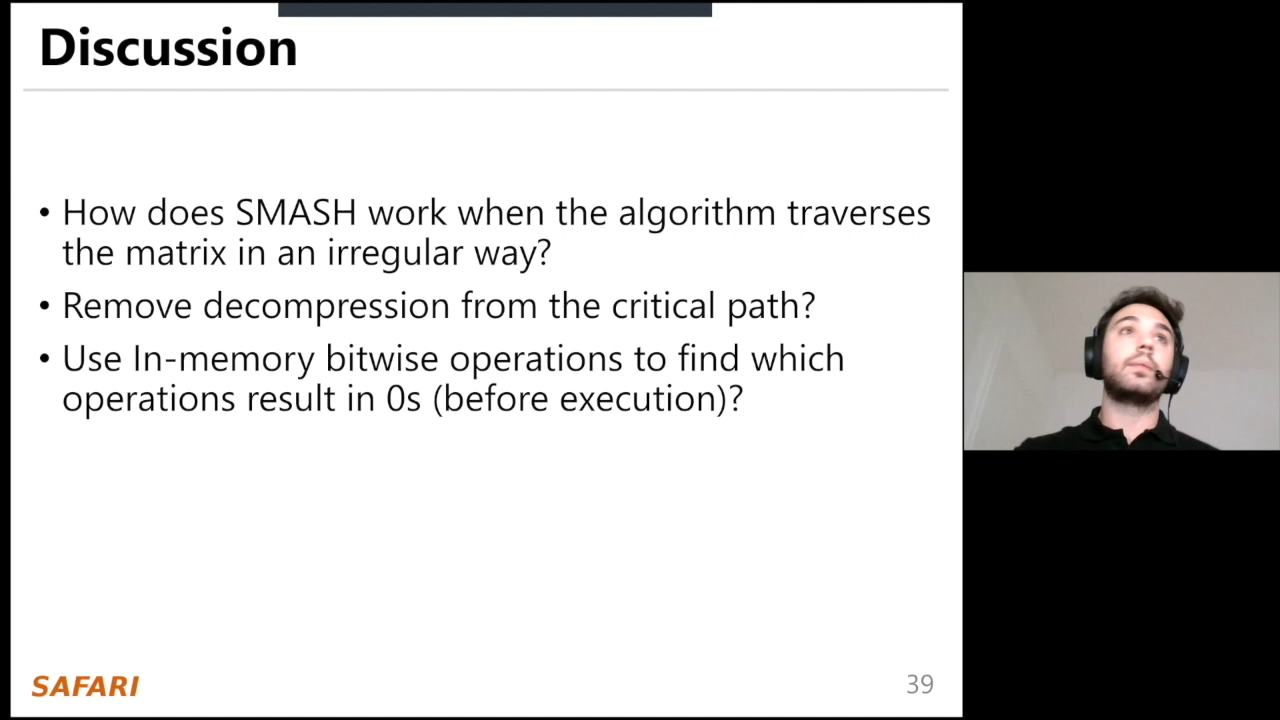 Discussion
• How does SMASH work when the algorithm traverses
the matrix in an irregular way?
• Remove decompression from the critical path?
• Use In-memory bitwise operations to find which
operations result in 0s (before execution)?
SAFARI
39